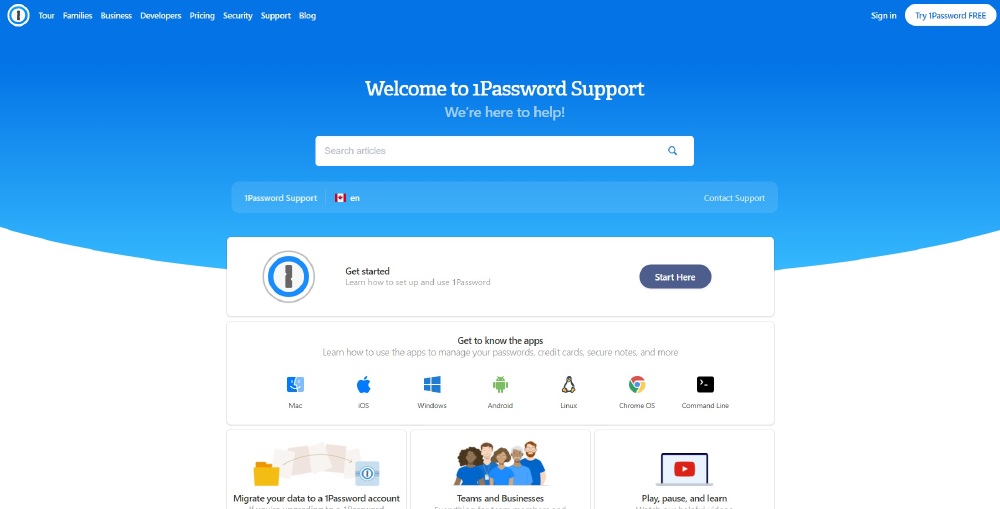 Tour Families Business Developers Pricing Security Support Blog Sign in Try 1Password FREE
Welcome to 1Password Support
We're here to help!
Search articles
1Password Support en Contact Support
Get started
Learn how to set up and use 1Password
Start Here
Get to know the apps
Learn how to use the apps to manage your passwords, credit cards, secure notes, and more
Mac iOS Windows Android Linux Chrome OS Command Line
Migrate your data to a 1Password account
Teams and Businesses
Play, pause, and learn